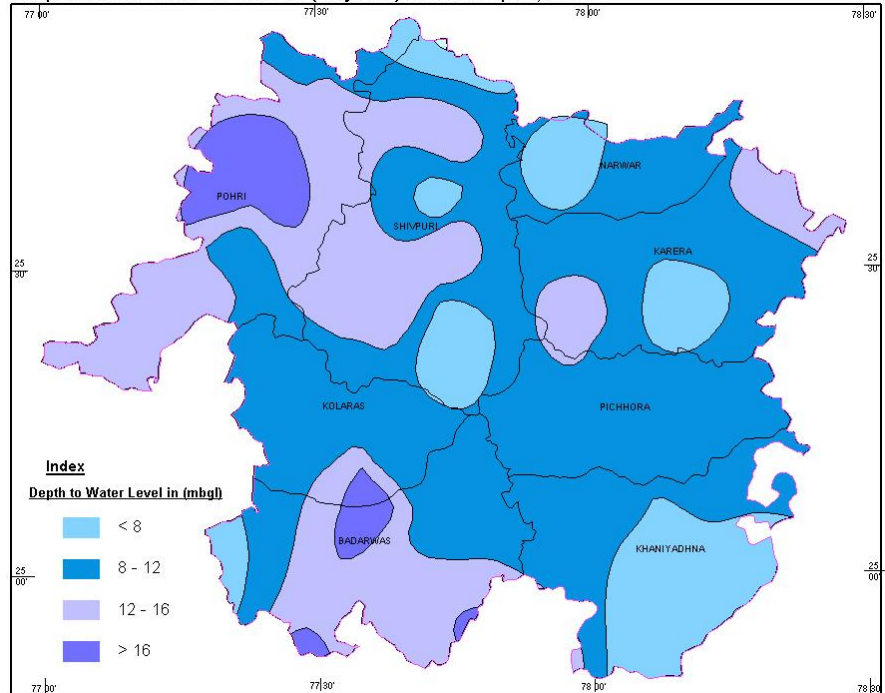 77 00'
77 30'
78 00'
78 30'
NARWAR
POHRI
SHIVPURI
KARERA
25
30'
25
30'
KOLARAS
PICHHORA
Index
Depth to Water Level in (mbgl)
< 8
8 - 12
12 - 16
> 16
BADARWAS
KHANIYADHNA
25
00'
25
00'
77 00'
77 30'
78 00'
78 30'